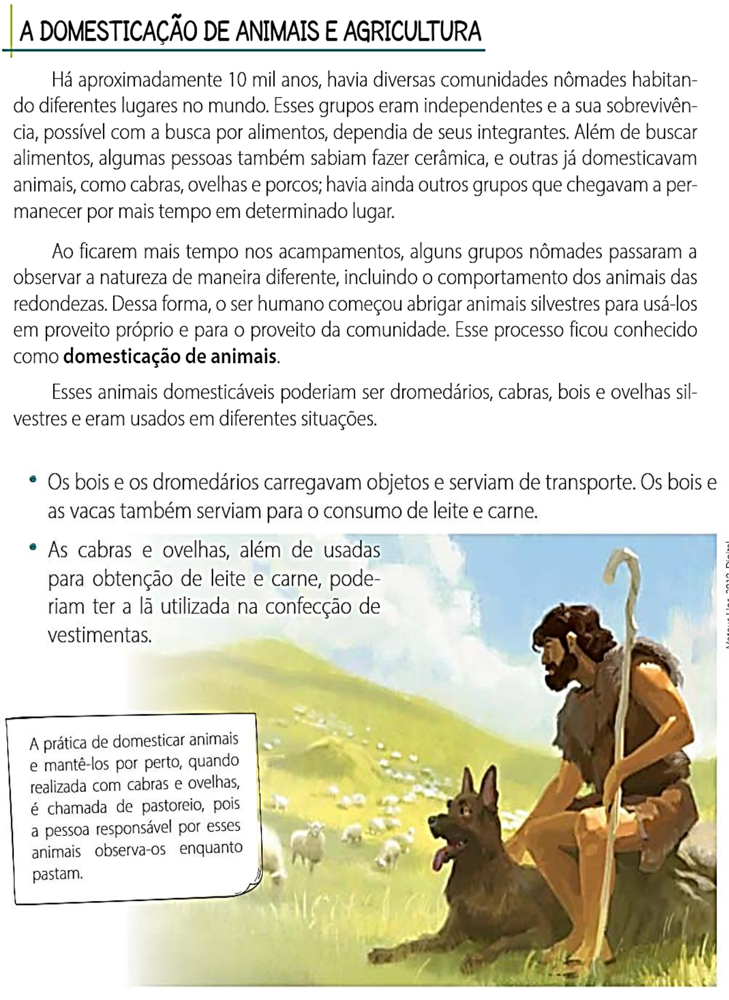 A DOMESTICAÇÃO DE ANIMAIS E AGRICULTURA
Há aproximadamente 10 mil anos, havia diversas comunidades nômades habitan-
do diferentes lugares no mundo. Esses grupos eram independentes e a sua sobrevivên-
cia, possível com a busca por alimentos, dependia de seus integrantes. Além de buscar
alimentos, algumas pessoas também sabiam fazer cerâmica, e outras já domesticavam
animais, como cabras, ovelhas e porcos; havia ainda outros grupos que chegavam a per-
manecer por mais tempo em determinado lugar.
Ao ficarem mais tempo nos acampamentos, alguns grupos nômades passaram a
observar a natureza de maneira diferente, incluindo o comportamento dos animais das
redondezas. Dessa forma, o ser humano começou abrigar animais silvestres para usá-los
em proveito próprio e para o proveito da comunidade. Esse processo ficou conhecido
como domesticação de animais.
Esses animais domesticáveis poderiam ser dromedários, cabras, bois e ovelhas sil-
vestres e eram usados em diferentes situações.
• Os bois e os dromedários carregavam objetos e serviam de transporte. Os bois e
as vacas também serviam para o consumo de leite e carne.
• As cabras e ovelhas, além de usadas
para obtenção de leite e carne, pode-
riam ter a lã utilizada na confecção de
vestimentas.
A prática de domesticar animais
e mantê-los por perto, quando
realizada com cabras e ovelhas,
é chamada de pastoreio, pois
a pessoa responsável por esses
animais observa-os enquanto
pastam.